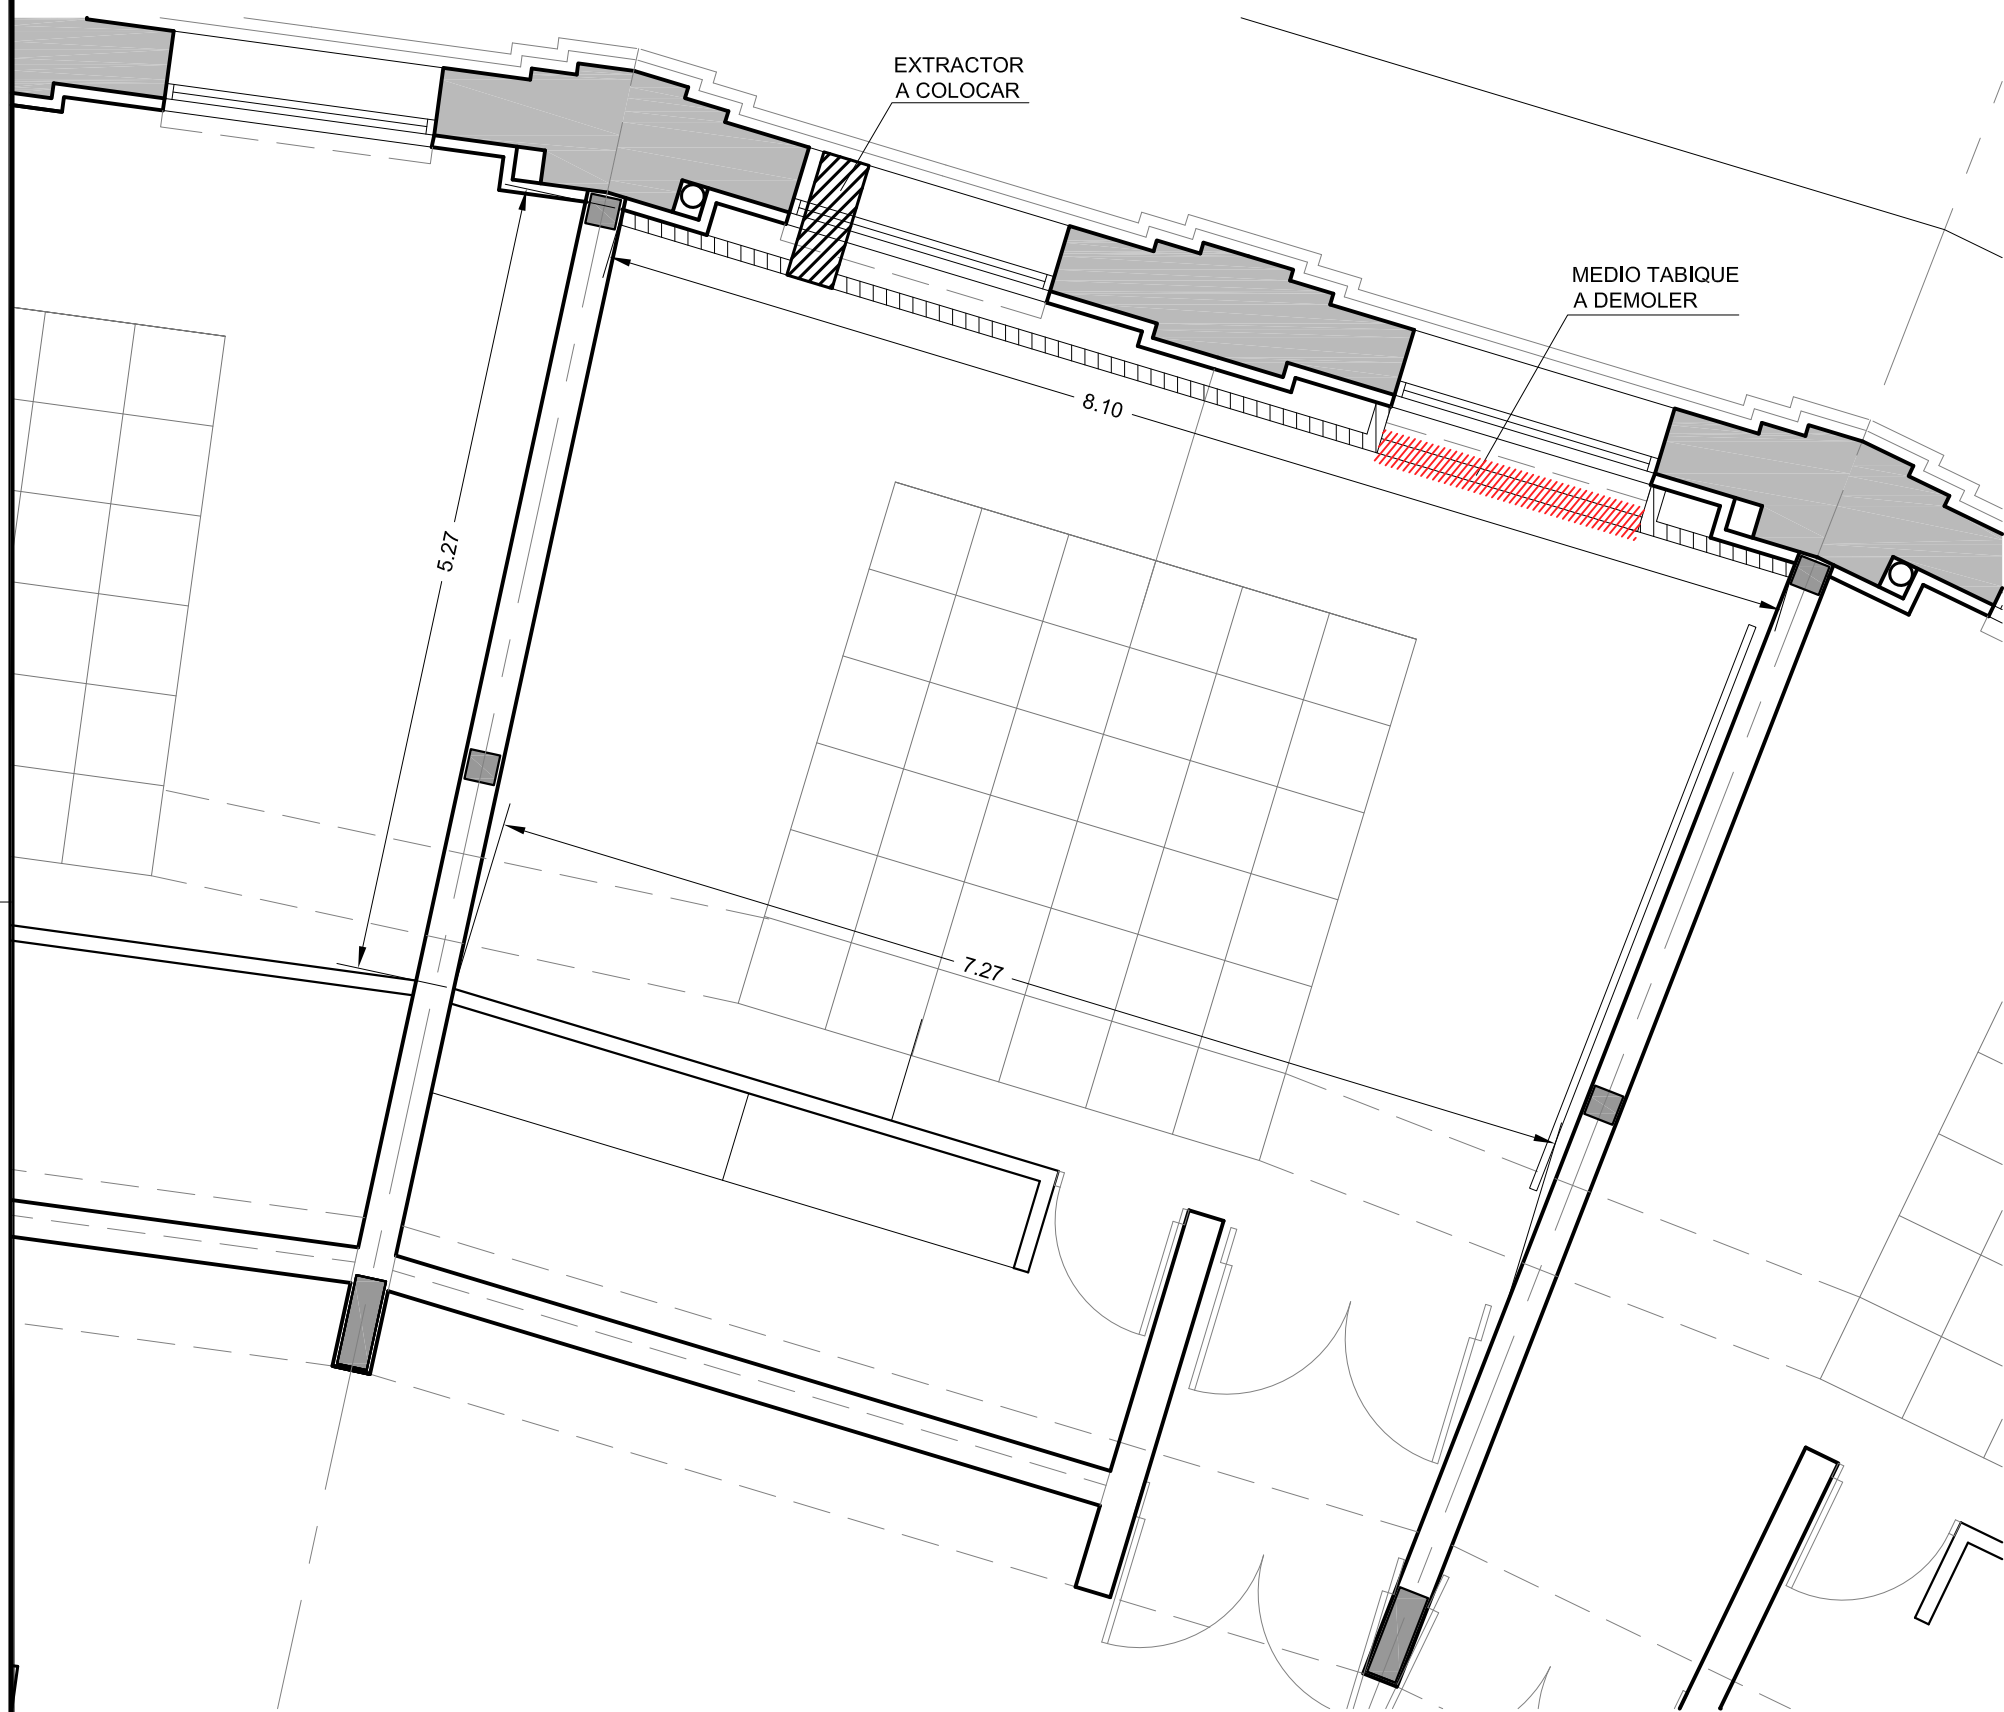 EXTRACTOR
A COLOCAR
MEDIO TABIQUE
A DEMOLER
8.10
5.27
7.27